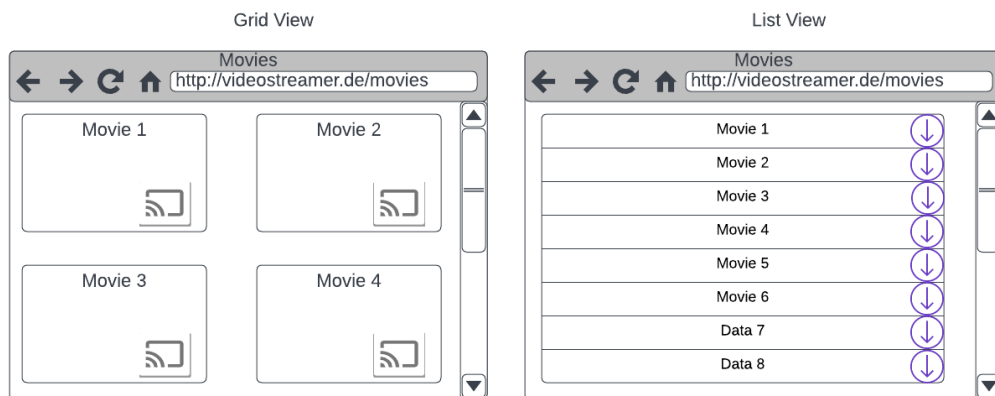 Grid View
Movies
http://videostreamer.de/movies
Movie 1
Movie 2
Movie 3
Movie 4
List View
Movies
http://videostreamer.de/movies
Movie 1
Movie 2
Movie 3
Movie 4
Movie 5
Movie 6
Data 7
Data 8